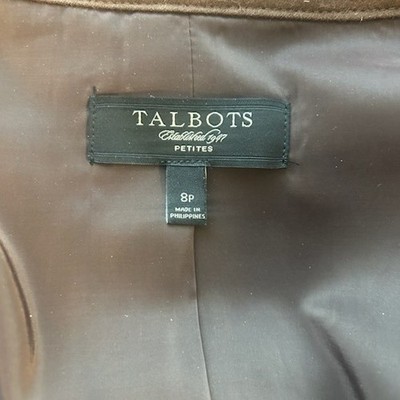 TALBOTS
Established 1947
PETITES
8P
MADE IN
PHILIPPINES